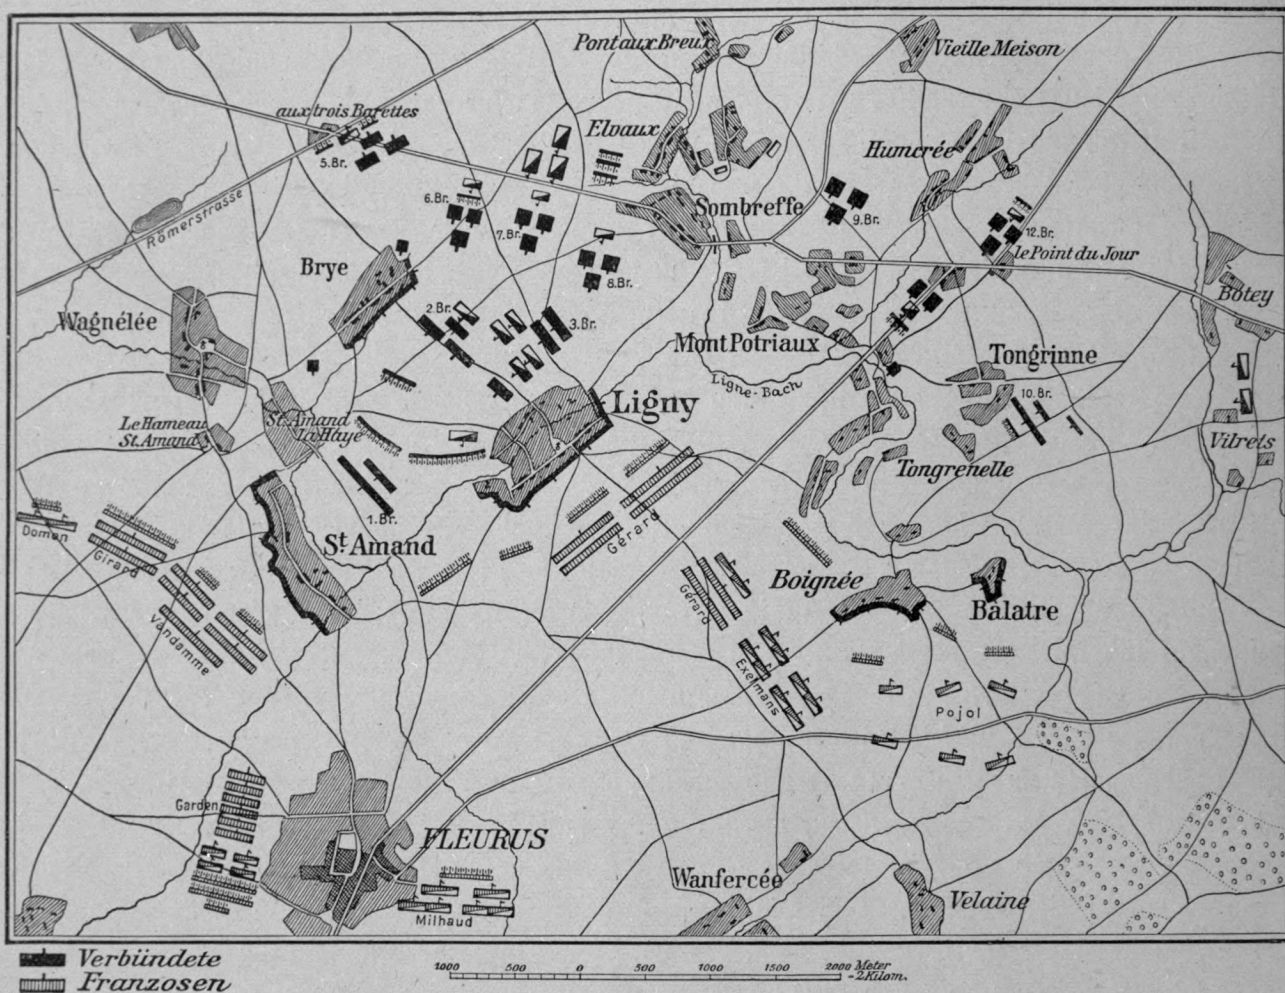 Pont aux Breux
Vieille Meison
aux trois Barettes
5.Br.
Elvaux
Humcrée
Römerstrasse
6.Br.
7.Br.
Sombreffe
9.Br.
12.Br.
le Point du Jour
Brye
8.Br.
Botey
Wagnélée
2.Br.
3.Br.
Mont Potriaux
Tongrinne
Ligne-Bach
Ligny
10.Br.
Le Hameau
St. Amand
St. Amand
La Haye
Vilrets
Tongrenelle
1.Br.
Domon
Girard
St. Amand
Gérard
Gérard
Boignée
Balatre
Vandamme
Exelmans
Pojol
Garden
FLEURUS
Milhaud
Wanfercée
Velaine
Verbündete
Franzosen
1000 500 0 500 1000 1500 2000 Meter
-2 Kilom.